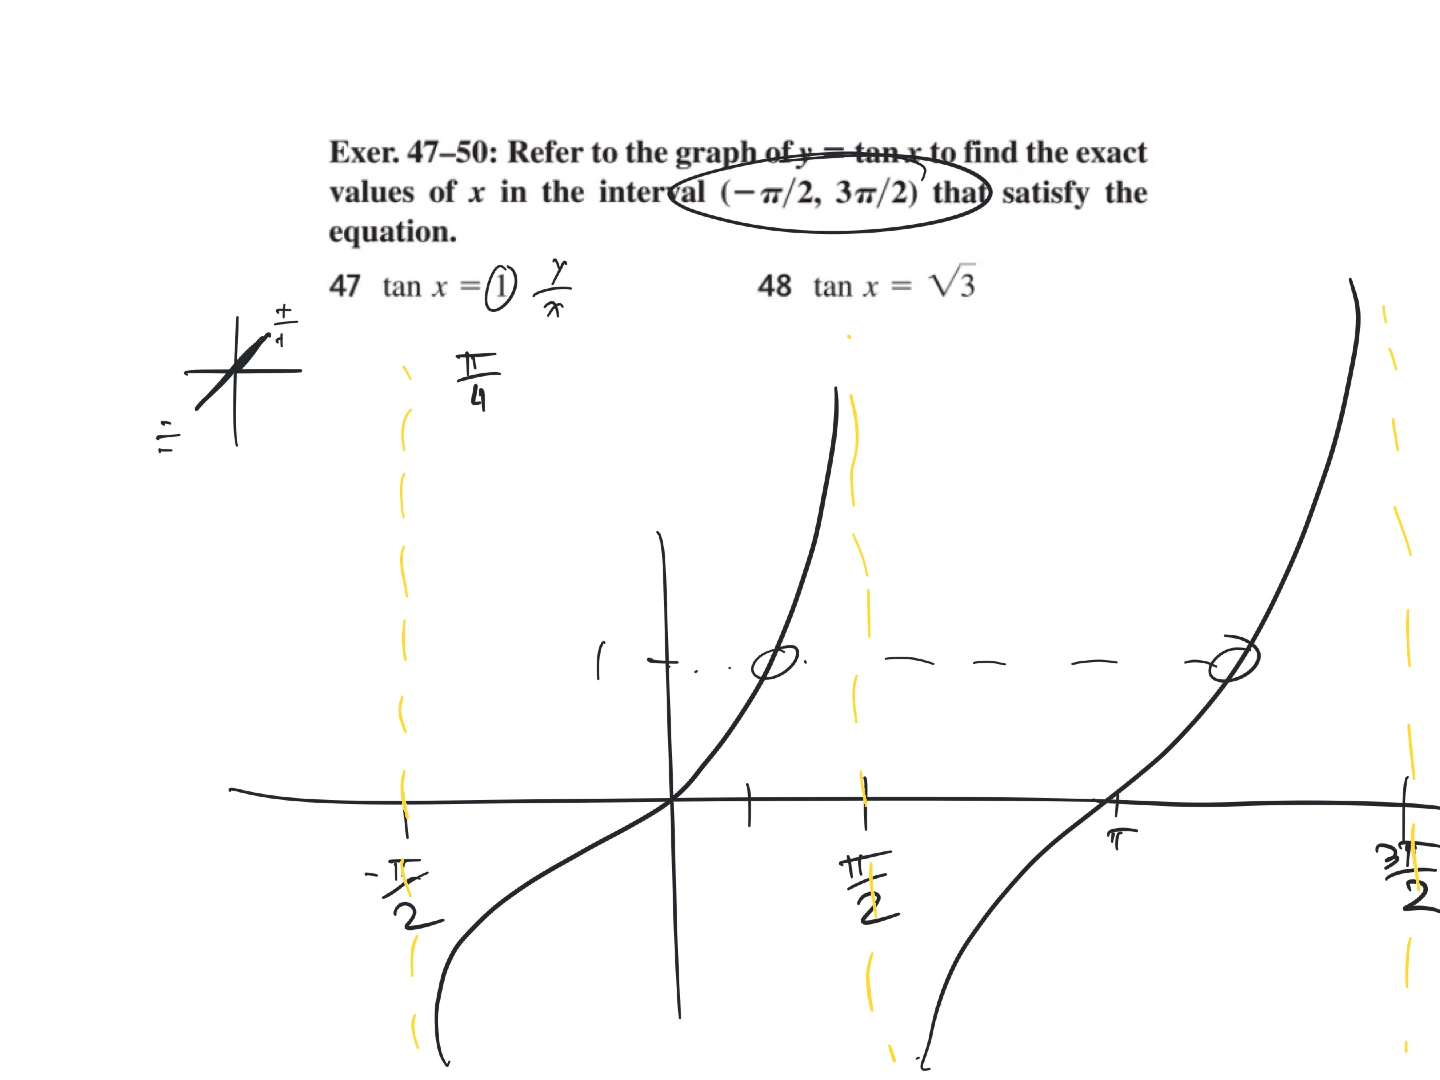 Exer. 47–50: Refer to the graph of y = tan x to find the exact
values of x in the interval (−π/2, 3π/2) that satisfy the
equation.
47 tan x = 1 y/x
48 tan x = √3
+/+
π/4
-/-
1
π
-π/2
π/2
3π/2